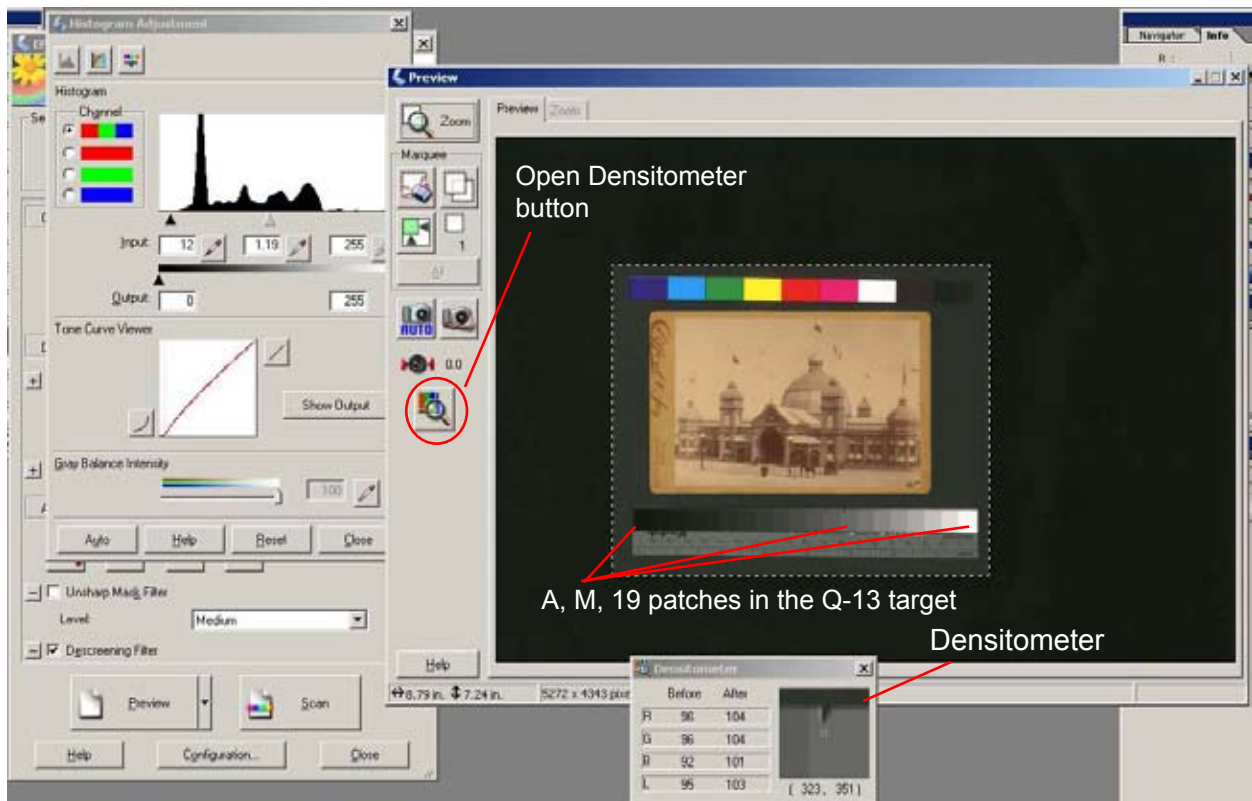 Histogram Adjustment
Histogram
Channel
Input: 12 1.19 255
Output: 0 255
Tone Curve Viewer
Show Output
Gray Balance Intensity
100
Auto Help Reset Close
Unsharp Mask Filter
Level: Medium
Descreening Filter
Preview Scan
Help Configuration... Close
Preview
Zoom
Preview Zoom
Marquee
1
All
AUTO
0.0
Help
8.79 in. 7.24 in. 5272 x 4343 pixe
Open Densitometer
button
A, M, 19 patches in the Q-13 target
Densitometer
Densitometer
Before After
R 96 104
G 96 104
B 92 101
L 95 103
( 323, 351)
Navigator Info
R :